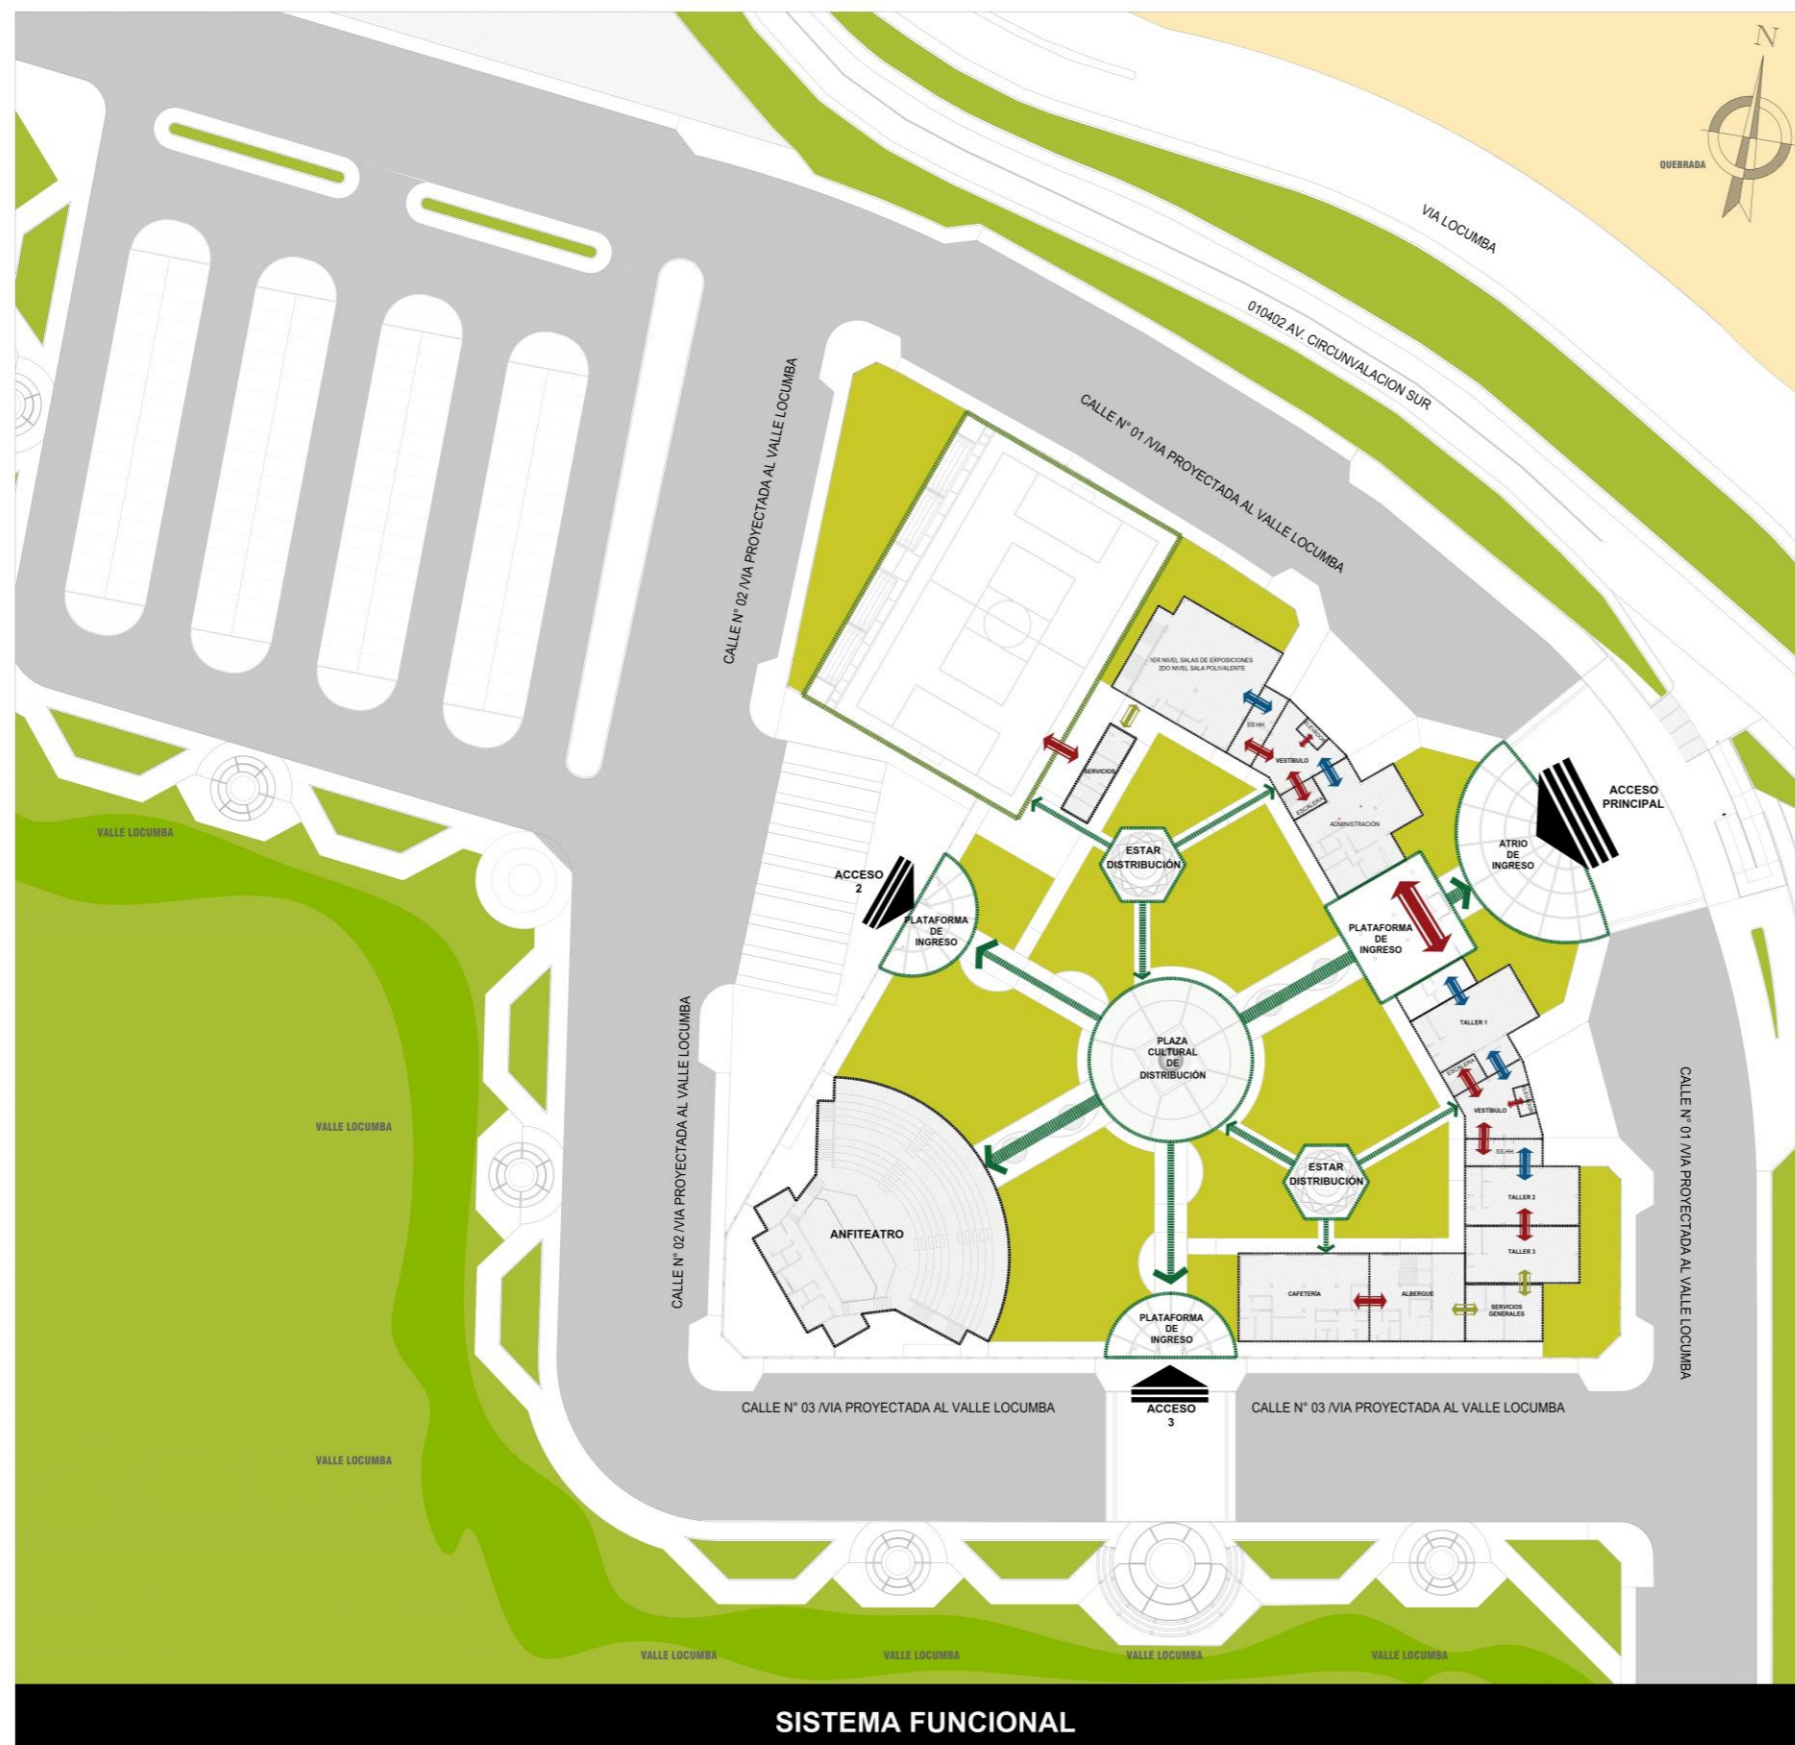 N
QUEBRADA
VIA LOCUMBA
010402 AV. CIRCUNVALACION SUR
CALLE N° 01 /VIA PROYECTADA AL VALLE LOCUMBA
CALLE N° 02 /VIA PROYECTADA AL VALLE LOCUMBA
1ER NIVEL SALAS DE EXPOSICIONES
2DO NIVEL SALA POLIVALENTE
SS.HH.
ELEVADOR
VESTÍBULO
SERVICIOS
ESCALERA
ADMINISTRACIÓN
ACCESO
PRINCIPAL
ATRIO
DE
INGRESO
VALLE LOCUMBA
ESTAR
DISTRIBUCIÓN
ACCESO
2
PLATAFORMA
DE
INGRESO
PLATAFORMA
DE
INGRESO
TALLER 1
PLAZA
CULTURAL
DE
DISTRIBUCIÓN
ESCALERA
VESTÍBULO
CALLE N° 02 /VIA PROYECTADA AL VALLE LOCUMBA
CALLE N° 01 /VIA PROYECTADA AL VALLE LOCUMBA
VALLE LOCUMBA
SS.HH.
ESTAR
DISTRIBUCIÓN
TALLER 2
ANFITEATRO
TALLER 3
CAFETERÍA
ALBERGUE
SERVICIOS
GENERALES
PLATAFORMA
DE
INGRESO
CALLE N° 03 /VIA PROYECTADA AL VALLE LOCUMBA
ACCESO
3
CALLE N° 03 /VIA PROYECTADA AL VALLE LOCUMBA
VALLE LOCUMBA
VALLE LOCUMBA
VALLE LOCUMBA
VALLE LOCUMBA
VALLE LOCUMBA
SISTEMA FUNCIONAL